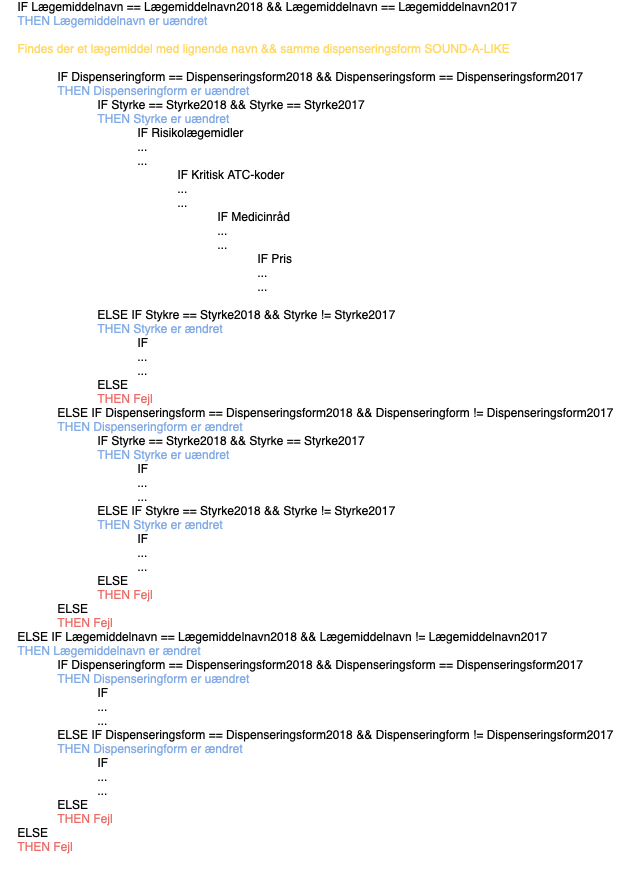 IF Lægemiddelnavn == Lægemiddelnavn2018 && Lægemiddelnavn == Lægemiddelnavn2017
THEN Lægemiddelnavn er uændret
Findes der et lægemiddel med lignende navn && samme dispenseringsform SOUND-A-LIKE
IF Dispenseringform == Dispenseringsform2018 && Dispenseringsform == Dispenseringsform2017
THEN Dispenseringform er uændret
IF Styrke == Styrke2018 && Styrke == Styrke2017
THEN Styrke er uændret
IF Risikolægemidler
...
...
IF Kritisk ATC-koder
...
...
IF Medicinråd
...
...
IF Pris
...
...
ELSE IF Stykre == Styrke2018 && Styrke != Styrke2017
THEN Styrke er ændret
IF
...
...
ELSE
THEN Fejl
ELSE IF Dispenseringsform == Dispenseringsform2018 && Dispenseringform != Dispenseringsform2017
THEN Dispenseringform er ændret
IF Styrke == Styrke2018 && Styrke == Styrke2017
THEN Styrke er uændret
IF
...
...
ELSE IF Stykre == Styrke2018 && Styrke != Styrke2017
THEN Styrke er ændret
IF
...
...
ELSE
THEN Fejl
ELSE
THEN Fejl
ELSE IF Lægemiddelnavn == Lægemiddelnavn2018 && Lægemiddelnavn != Lægemiddelnavn2017
THEN Lægemiddelnavn er ændret
IF Dispenseringform == Dispenseringsform2018 && Dispenseringsform == Dispenseringsform2017
THEN Dispenseringform er uændret
IF
...
...
ELSE IF Dispenseringsform == Dispenseringsform2018 && Dispenseringform != Dispenseringsform2017
THEN Dispenseringform er ændret
IF
...
...
ELSE
THEN Fejl
ELSE
THEN Fejl